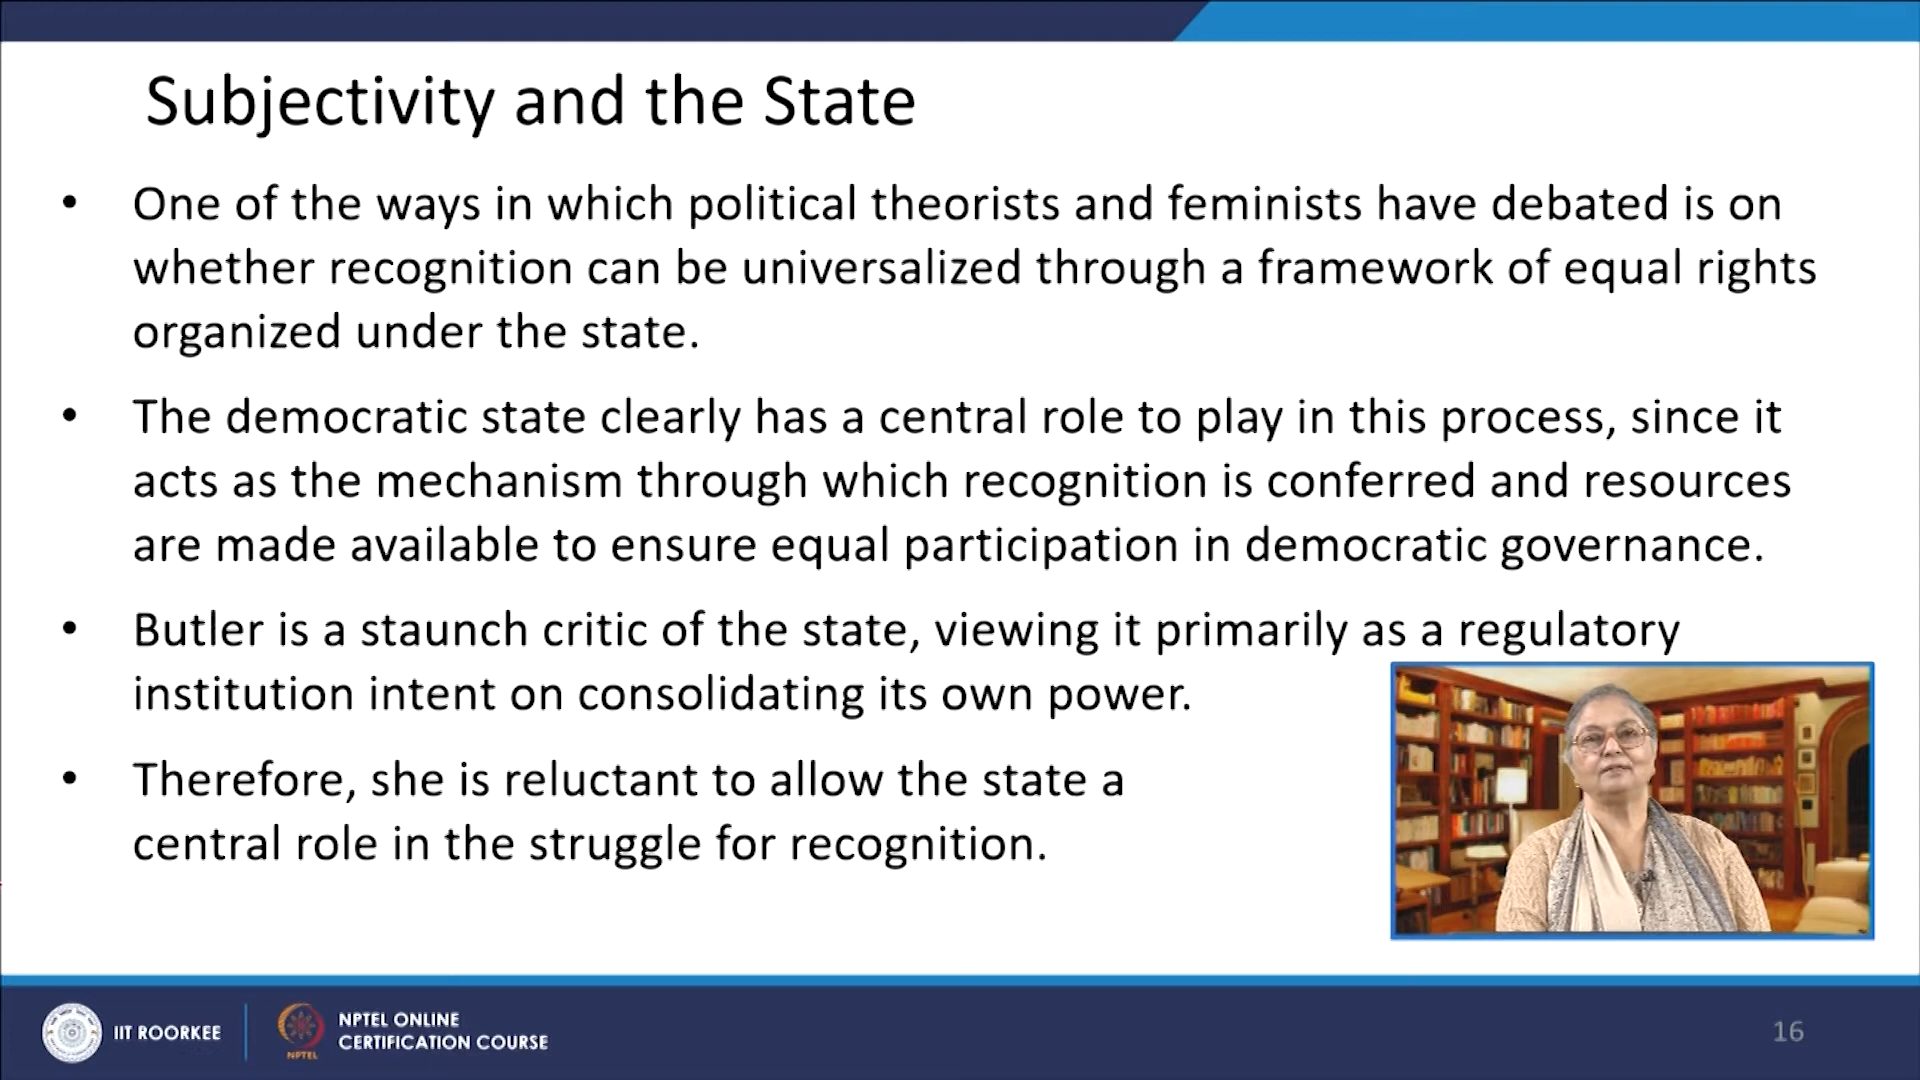 Subjectivity and the State
• One of the ways in which political theorists and feminists have debated is on
whether recognition can be universalized through a framework of equal rights
organized under the state.
• The democratic state clearly has a central role to play in this process, since it
acts as the mechanism through which recognition is conferred and resources
are made available to ensure equal participation in democratic governance.
• Butler is a staunch critic of the state, viewing it primarily as a regulatory
institution intent on consolidating its own power.
• Therefore, she is reluctant to allow the state a
central role in the struggle for recognition.
IIT ROORKEE
NPTEL
NPTEL ONLINE
CERTIFICATION COURSE
16